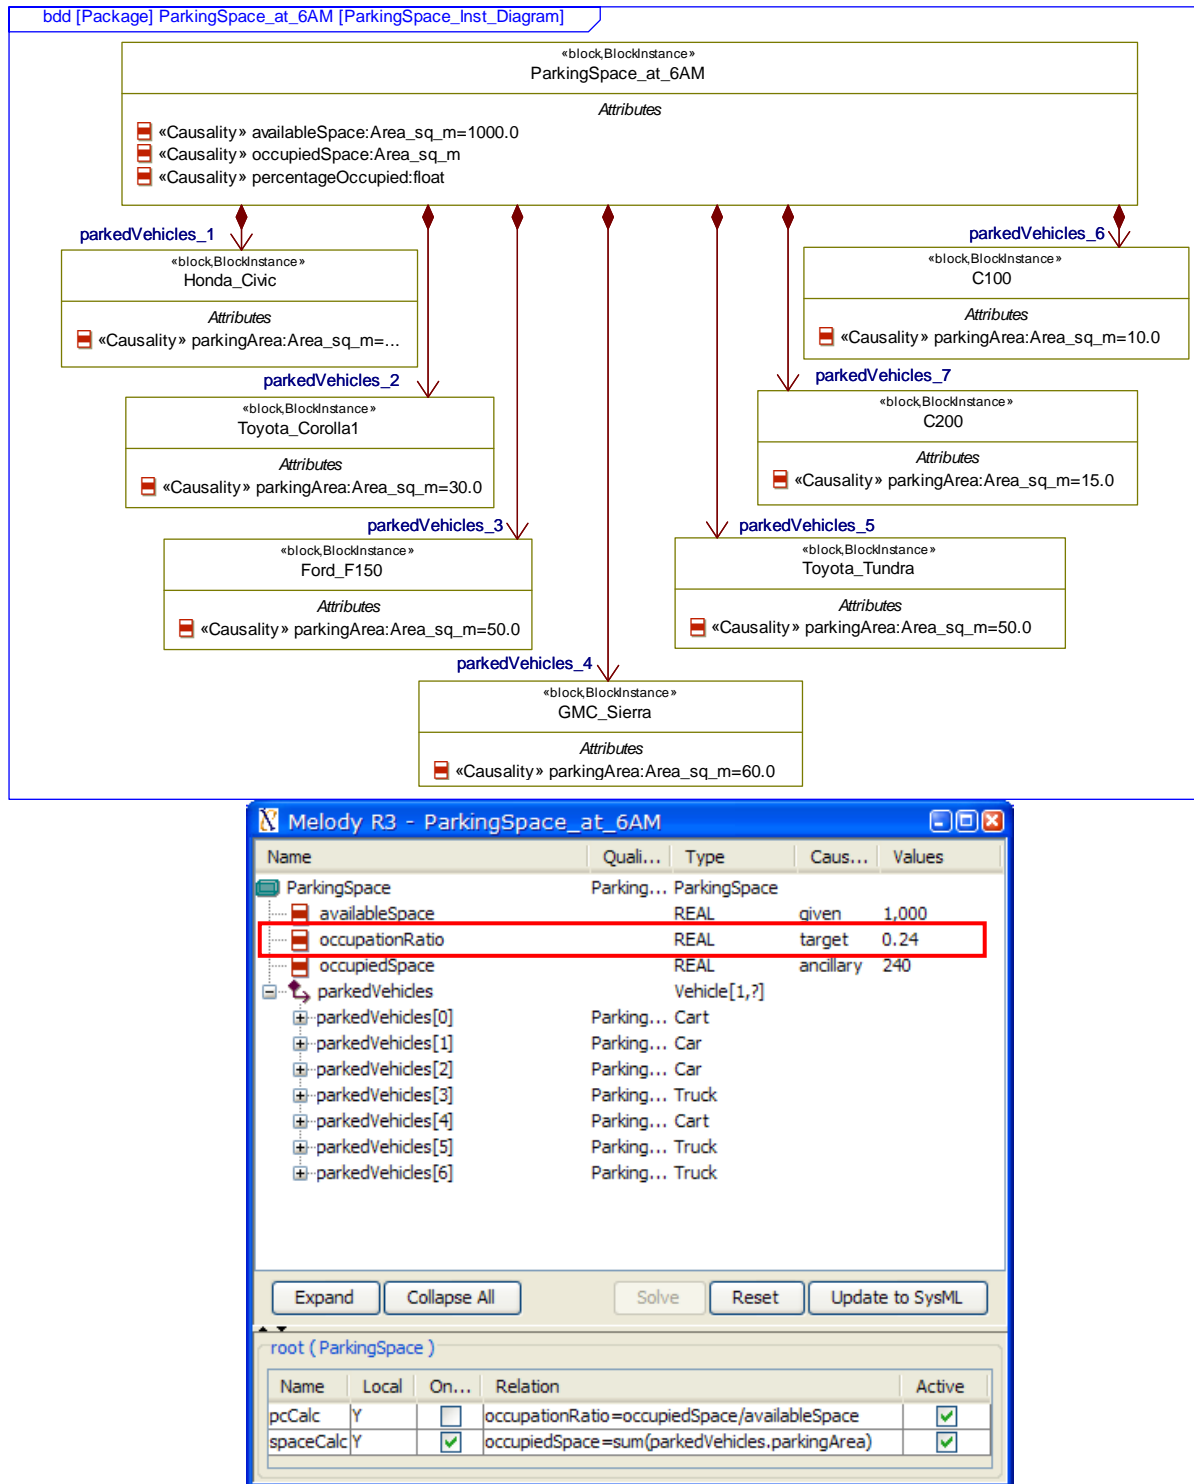 bdd [Package] ParkingSpace_at_6AM [ParkingSpace_Inst_Diagram]
«block,BlockInstance»
ParkingSpace_at_6AM
Attributes
«Causality» availableSpace:Area_sq_m=1000.0
«Causality» occupiedSpace:Area_sq_m
«Causality» percentageOccupied:float
parkedVehicles_1
«block,BlockInstance»
Honda_Civic
Attributes
«Causality» parkingArea:Area_sq_m=...
parkedVehicles_6
«block,BlockInstance»
C100
Attributes
«Causality» parkingArea:Area_sq_m=10.0
parkedVehicles_2
«block,BlockInstance»
Toyota_Corolla1
Attributes
«Causality» parkingArea:Area_sq_m=30.0
parkedVehicles_7
«block,BlockInstance»
C200
Attributes
«Causality» parkingArea:Area_sq_m=15.0
parkedVehicles_3
«block,BlockInstance»
Ford_F150
Attributes
«Causality» parkingArea:Area_sq_m=50.0
parkedVehicles_5
«block,BlockInstance»
Toyota_Tundra
Attributes
«Causality» parkingArea:Area_sq_m=50.0
parkedVehicles_4
«block,BlockInstance»
GMC_Sierra
Attributes
«Causality» parkingArea:Area_sq_m=60.0
Melody R3 - ParkingSpace_at_6AM
Name Quali... Type Caus... Values
ParkingSpace Parking... ParkingSpace
availableSpace REAL given 1,000
occupationRatio REAL target 0.24
occupiedSpace REAL ancillary 240
parkedVehicles Vehicle[1,?]
parkedVehicles[0] Parking... Cart
parkedVehicles[1] Parking... Car
parkedVehicles[2] Parking... Car
parkedVehicles[3] Parking... Truck
parkedVehicles[4] Parking... Cart
parkedVehicles[5] Parking... Truck
parkedVehicles[6] Parking... Truck
Expand Collapse All Solve Reset Update to SysML
root ( ParkingSpace )
Name Local On... Relation Active
pcCalc Y occupationRatio=occupiedSpace/availableSpace
spaceCalc Y occupiedSpace=sum(parkedVehicles.parkingArea)